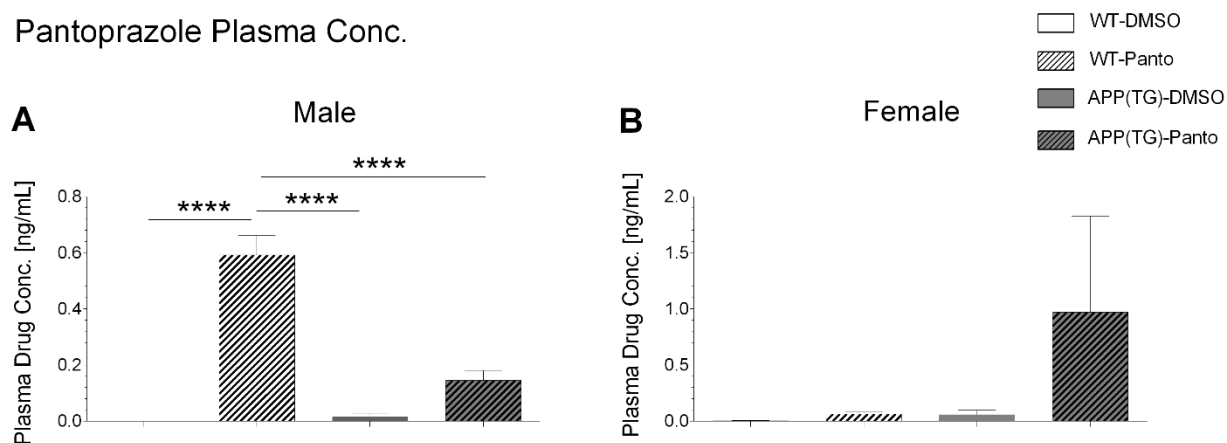 Pantoprazole Plasma Conc.
WT-DMSO
WT-Panto
APP(TG)-DMSO
APP(TG)-Panto
A
Male
****
****
****
Plasma Drug Conc. [ng/mL]
0.8
0.6
0.4
0.2
0.0
B
Female
Plasma Drug Conc. [ng/mL]
2.0
1.5
1.0
0.5
0.0